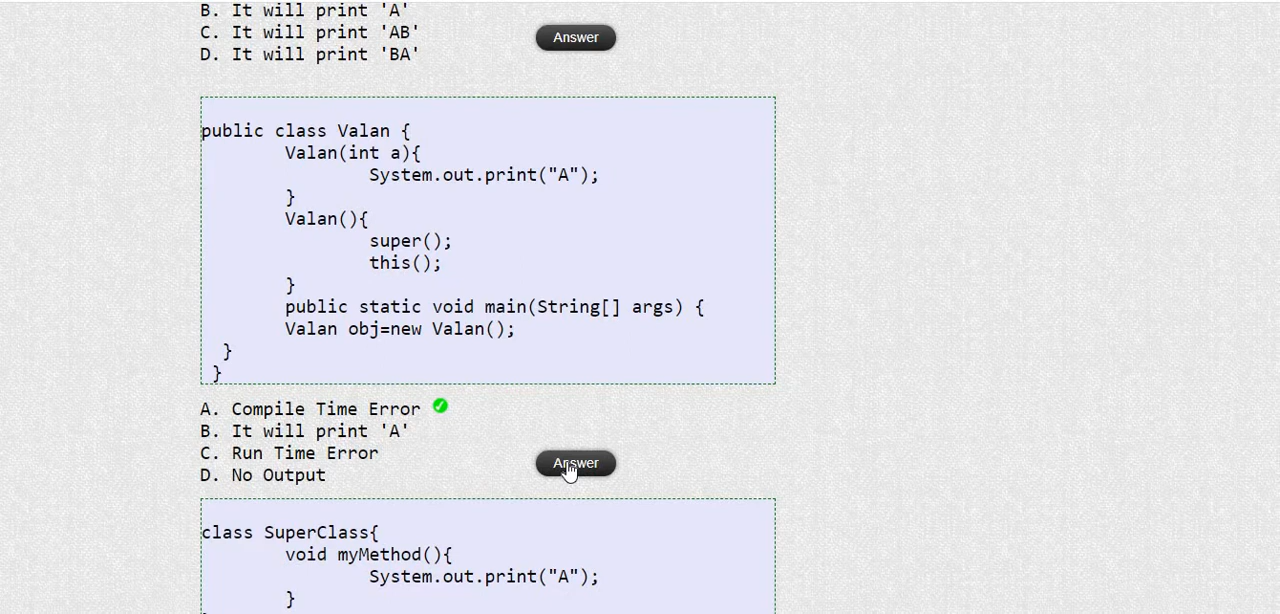 B. It will print 'A'
C. It will print 'AB'
Answer
D. It will print 'BA'
public class Valan {
Valan(int a){
System.out.print("A");
}
Valan(){
super();
this();
}
public static void main(String[] args) {
Valan obj=new Valan();
}
}
A. Compile Time Error
B. It will print 'A'
C. Run Time Error
Answer
D. No Output
class SuperClass{
void myMethod(){
System.out.print("A");
}